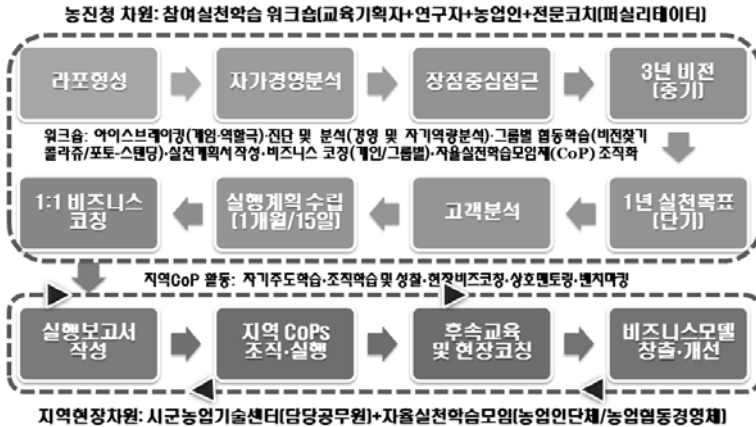 농진청 차원: 참여실천학습 워크숍(교육기획자+연구자+농업인+전문코치(퍼실리테이터)
라포형성
자가경영분석
장점중심접근
3년 비전
(중기)
워크숍: 아이스브레이킹(게임·역할극)·진단 및 분석(경영 및 자기역량분석)·그룹별 협동학습(비전찾기
콜라쥬/포토-스탠딩)·실천계획서 작성·비즈니스 코칭(개인/그룹별)·자율실천학습모임체(CoP) 조직화
1:1 비즈니스
코칭
실행계획 수립
(1개월/15일)
고객분석
1년 실천목표
(단기)
지역CoP 활동: 자기주도학습·조직학습및 성찰·현장비즈코칭·상호멘토링·벤치마킹
실행보고서
작성
지역 CoPs
조직·실행
후속교육
및 현장코칭
비즈니스모델
창출·개선
지역현장차원: 시군농업기술센터(담당공무원)+자율실천학습모임(농업인단체/농업협동경영체)